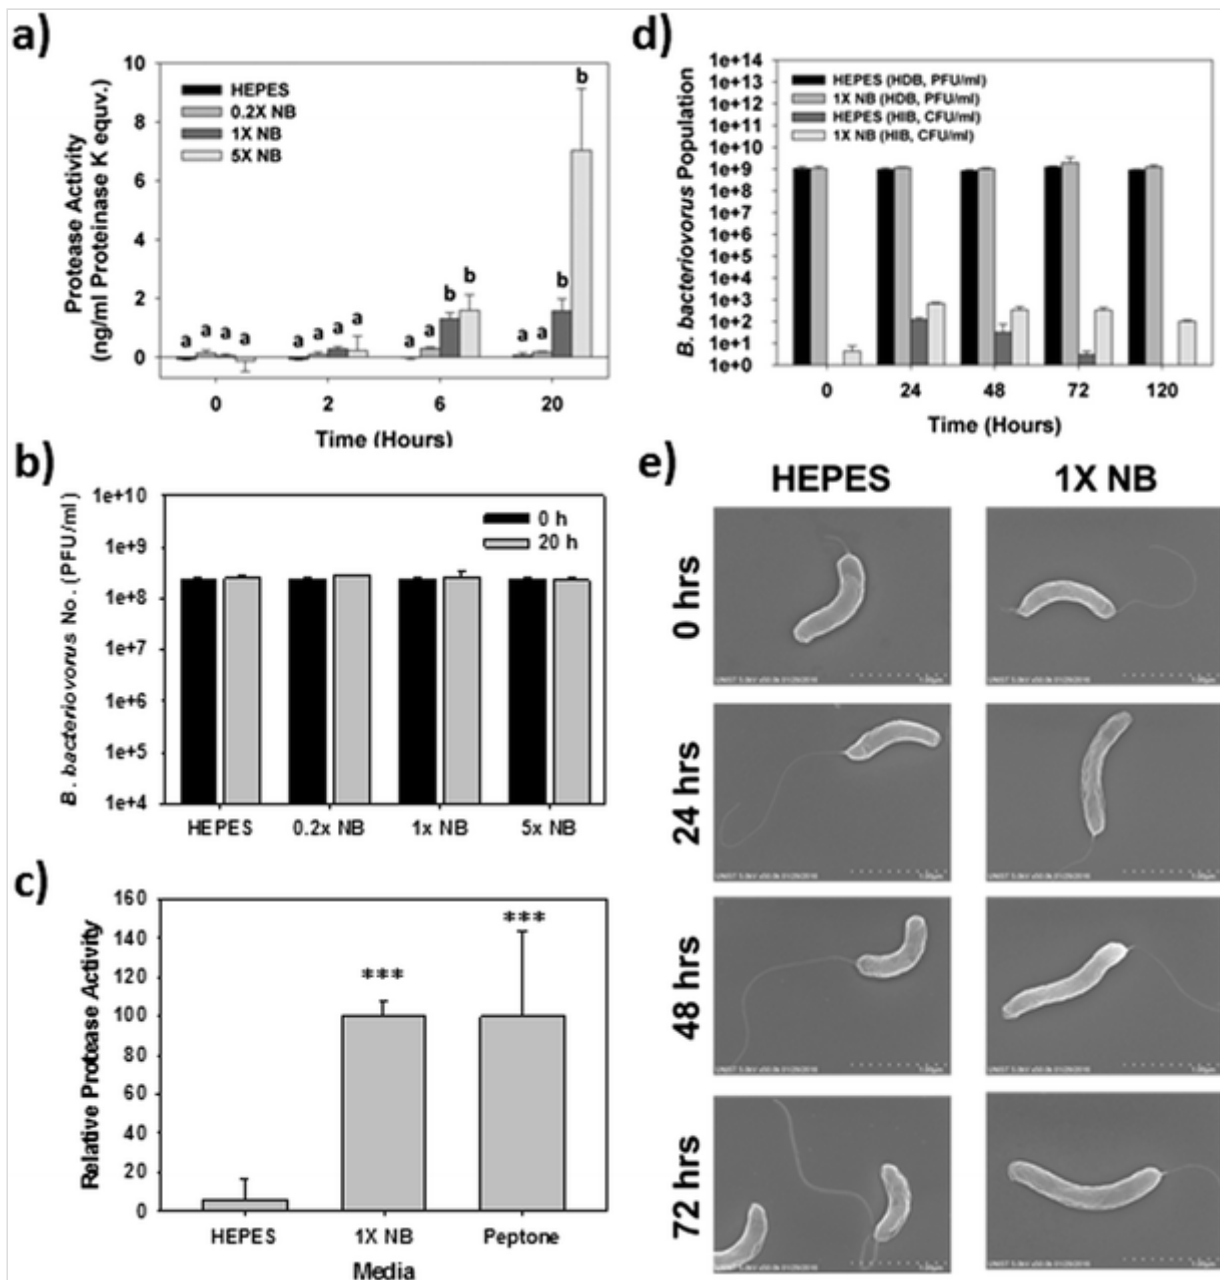 a)
10
8
6
4
2
0
Protease Activity
(ng/ml Proteinase K equv.)
HEPES
0.2X NB
1X NB
5X NB
a a a a
a a a a
a a b b
a a b b
0 2 6 20
Time (Hours)
b)
1e+10
1e+9
1e+8
1e+7
1e+6
1e+5
1e+4
B. bacteriovorus No. (PFU/ml)
0 h
20 h
HEPES 0.2x NB 1x NB 5x NB
c)
160
140
120
100
80
60
40
20
0
Relative Protease Activity
***
***
HEPES 1X NB Peptone
Media
d)
1e+14
1e+13
1e+12
1e+11
1e+10
1e+9
1e+8
1e+7
1e+6
1e+5
1e+4
1e+3
1e+2
1e+1
1e+0
B. bacteriovorus Population
HEPES (HDB, PFU/ml)
1X NB (HDB, PFU/ml)
HEPES (HIB, CFU/ml)
1X NB (HIB, CFU/ml)
0 24 48 72 120
Time (Hours)
e)
HEPES 1X NB
0 hrs
24 hrs
48 hrs
72 hrs